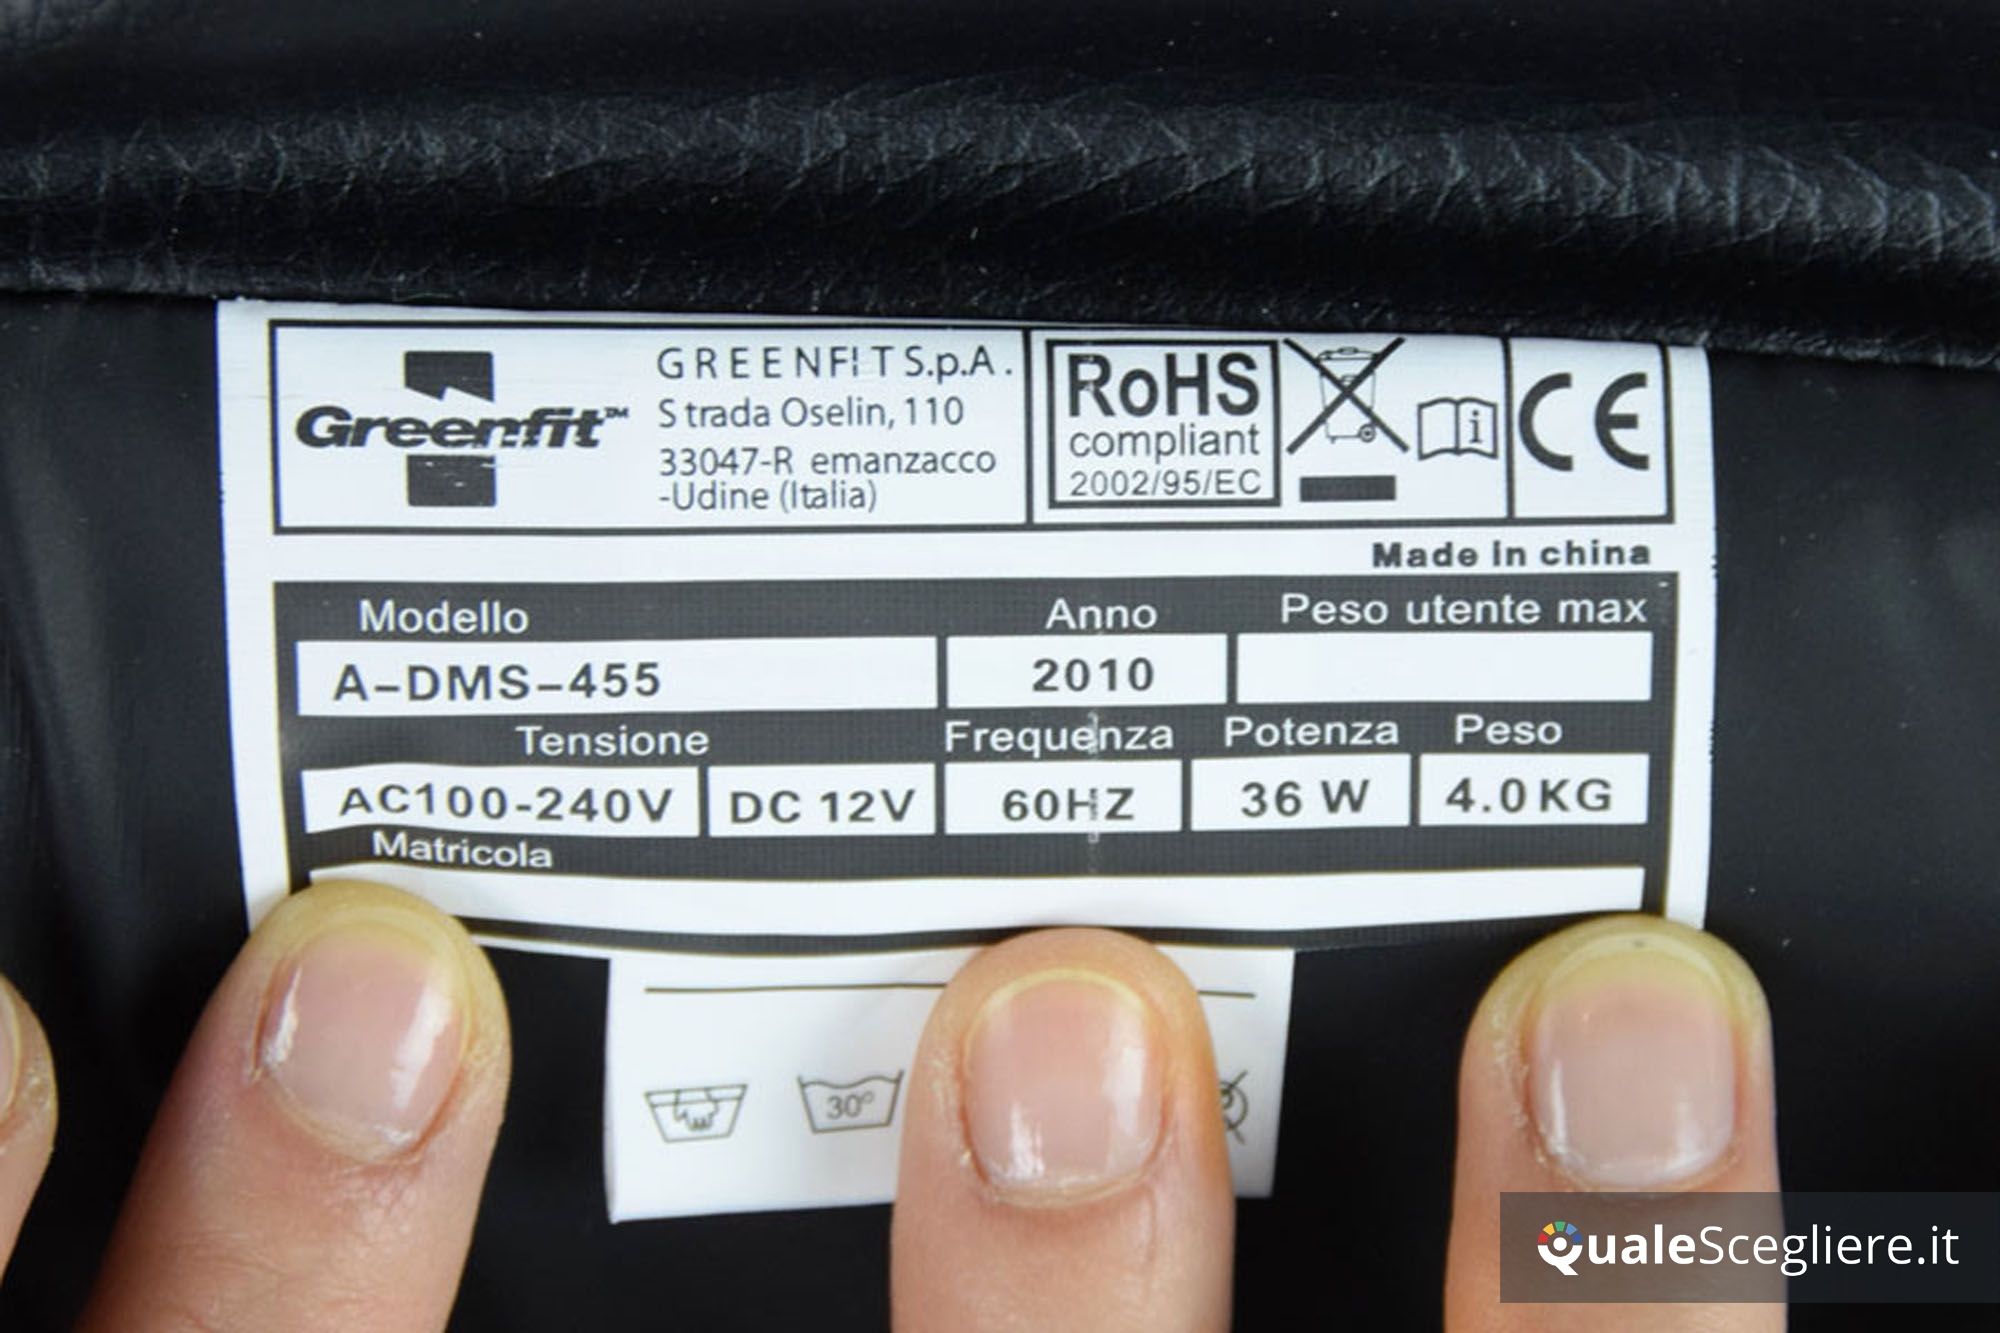 Greenfit™
GREENFIT S.p.A.
Strada Oselin, 110
33047-R emanzacco
-Udine (Italia)
RoHS
compliant
2002/95/EC
i
CE
Made in china
Modello
Anno
Peso utente max
A-DMS-455
2010
Tensione
Frequenza
Potenza
Peso
AC100-240V
DC 12V
60HZ
36 W
4.0KG
Matricola
30°
QualeScegliere.it